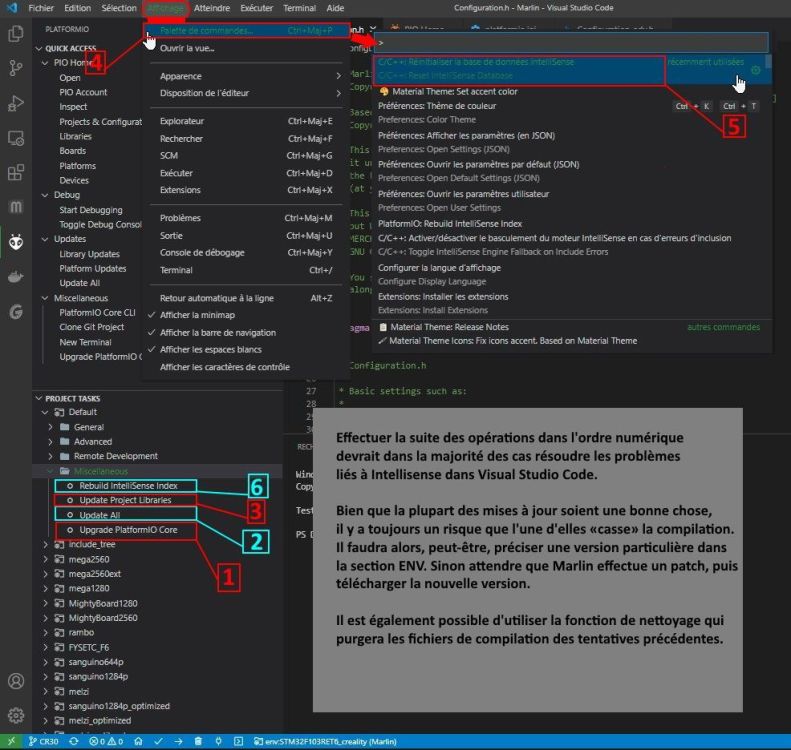 Fichier Edition Sélection Affichage Atteindre Exécuter Terminal Aide
Configuration.h - Marlin - Visual Studio Code
PLATFORMIO
QUICK ACCESS
PIO Home
Open
PIO Account
Inspect
Projects & Configurat
Libraries
Boards
Platforms
Devices
Debug
Start Debugging
Toggle Debug Consol
Updates
Library Updates
Platform Updates
Update All
Miscellaneous
PlatformIO Core CLI
Clone Git Project
New Terminal
Upgrade PlatformIO C
4
Palette de commandes... Ctrl+Maj+P
Ouvrir la vue...
Apparence
Disposition de l'éditeur
Explorateur Ctrl+Maj+E
Rechercher Ctrl+Maj+F
SCM Ctrl+Maj+G
Exécuter Ctrl+Maj+D
Extensions Ctrl+Maj+X
Problèmes Ctrl+Maj+M
Sortie Ctrl+Maj+U
Console de débogage Ctrl+Maj+Y
Terminal Ctrl+/
Retour automatique à la ligne Alt+Z
Afficher la minimap
Afficher la barre de navigation
Afficher les espaces blancs
Afficher les caractères de contrôle
>
C/C++: Réinitialiser la base de données IntelliSense récemment utilisées
C/C++: Reset IntelliSense Database
Material Theme: Set accent color
Préférences: Thème de couleur Ctrl + K Ctrl + T
Preferences: Color Theme
5
Préférences: Afficher les paramètres (en JSON)
Preferences: Open Settings (JSON)
Préférences: Ouvrir les paramètres par défaut (JSON)
Preferences: Open Default Settings (JSON)
Préférences: Ouvrir les paramètres utilisateur
Preferences: Open User Settings
PlatformIO: Rebuild IntelliSense Index
C/C++: Activer/désactiver le basculement du moteur IntelliSense en cas d'erreurs d'inclusion
C/C++: Toggle IntelliSense Engine Fallback on Include Errors
Configurer la langue d'affichage
Configure Display Language
Extensions: Installer les extensions
Extensions: Install Extensions
Material Theme: Release Notes autres commandes
Material Theme Icons: Fix icons accent. Based on Material Theme
Configuration.h
27 * Basic settings such as:
28 *
PROJECT TASKS
Default
General
Advanced
Remote Development
Miscellaneous
Rebuild IntelliSense Index 6
Update Project Libraries 3
Update All 2
Upgrade PlatformIO Core 1
include_tree
mega2560
mega2560ext
mega1280
MightyBoard1280
MightyBoard2560
rambo
FYSETC_F6
sanguino644p
sanguino1284p
melzi
sanguino1284p_optimized
melzi_optimized
Effectuer la suite des opérations dans l'ordre numérique
devrait dans la majorité des cas résoudre les problèmes
liés à Intellisense dans Visual Studio Code.
Bien que la plupart des mises à jour soient une bonne chose,
il y a toujours un risque que l'une d'elles «casse» la compilation.
Il faudra alors, peut-être, préciser une version particulière dans
la section ENV. Sinon attendre que Marlin effectue un patch, puis
télécharger la nouvelle version.
Il est également possible d'utiliser la fonction de nettoyage qui
purgera les fichiers de compilation des tentatives précédentes.
CR30 0 0 env:STM32F103RET6_creality (Marlin)